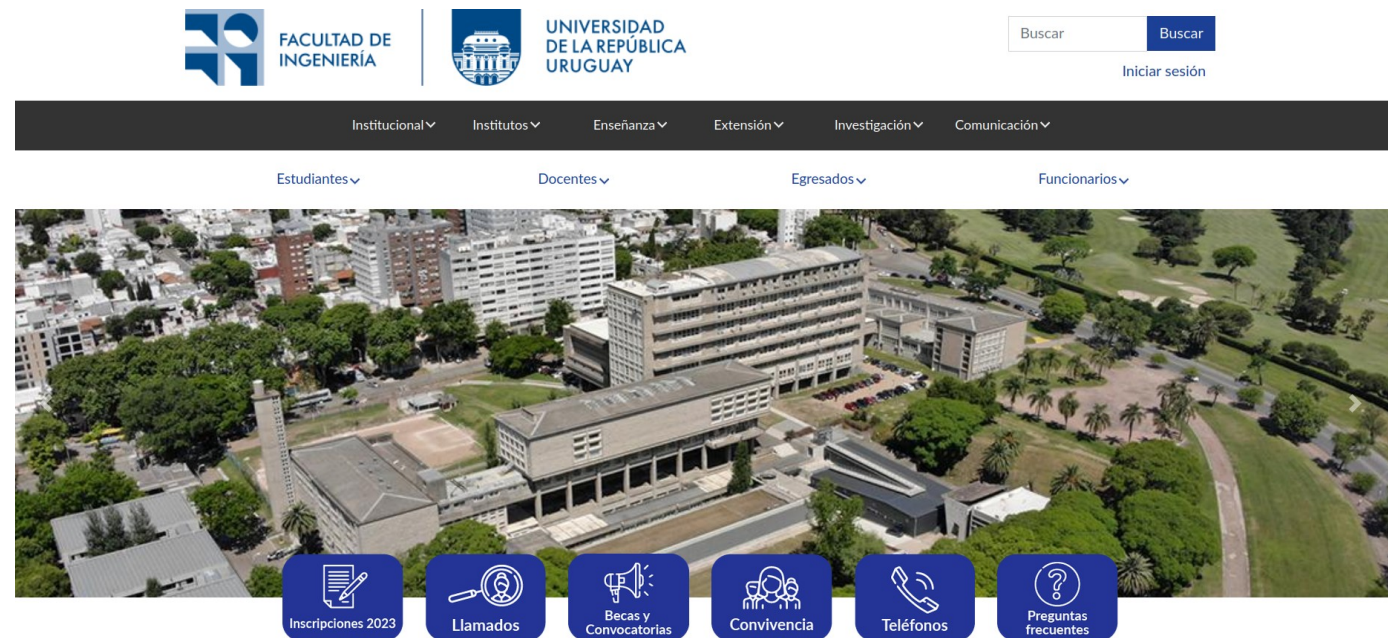 FACULTAD DE
INGENIERÍA
UNIVERSIDAD
DE LA REPÚBLICA
URUGUAY
Buscar
Buscar
Iniciar sesión
Institucional
Institutos
Enseñanza
Extensión
Investigación
Comunicación
Estudiantes
Docentes
Egresados
Funcionarios
Inscripciones 2023
Llamados
Becas y
Convocatorias
Convivencia
Teléfonos
Preguntas
frecuentes